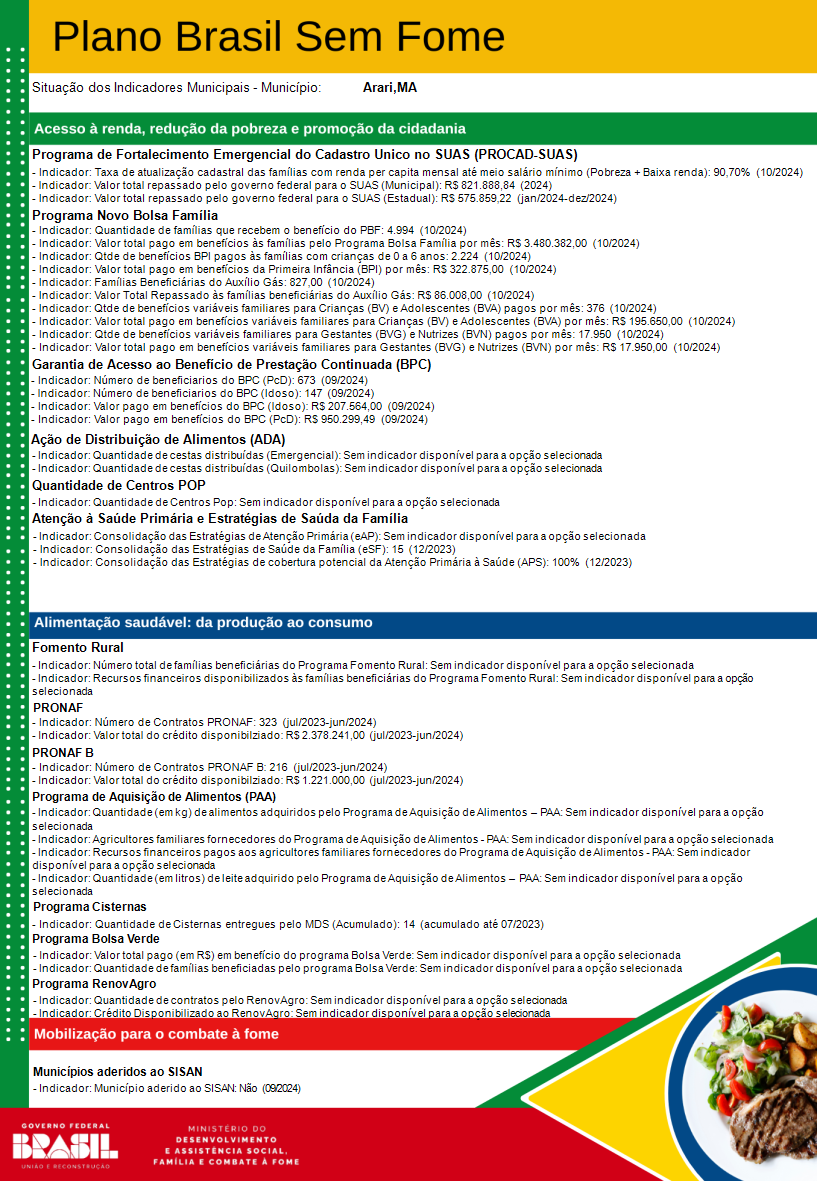 Plano Brasil Sem Fome
Situação dos Indicadores Municipais - Município: Arari,MA
Acesso à renda, redução da pobreza e promoção da cidadania
Programa de Fortalecimento Emergencial do Cadastro Unico no SUAS (PROCAD-SUAS)
- Indicador: Taxa de atualização cadastral das famílias com renda per capita mensal até meio salário mínimo (Pobreza + Baixa renda): 90,70% (10/2024)
- Indicador: Valor total repassado pelo governo federal para o SUAS (Municipal): R$ 821.888,84 (2024)
- Indicador: Valor total repassado pelo governo federal para o SUAS (Estadual): R$ 575.859,22 (jan/2024-dez/2024)
Programa Novo Bolsa Família
- Indicador: Quantidade de famílias que recebem o benefício do PBF: 4.994 (10/2024)
- Indicador: Valor total pago em benefícios às famílias pelo Programa Bolsa Família por mês: R$ 3.480.382,00 (10/2024)
- Indicador: Qtde de benefícios BPI pagos às famílias com crianças de 0 a 6 anos: 2.224 (10/2024)
- Indicador: Valor total pago em benefícios da Primeira Infância (BPI) por mês: R$ 322.875,00 (10/2024)
- Indicador: Famílias Beneficiárias do Auxílio Gás: 827,00 (10/2024)
- Indicador: Valor Total Repassado às famílias beneficiárias do Auxílio Gás: R$ 86.008,00 (10/2024)
- Indicador: Qtde de benefícios variáveis familiares para Crianças (BV) e Adolescentes (BVA) pagos por mês: 376 (10/2024)
- Indicador: Valor total pago em benefícios variáveis familiares para Crianças (BV) e Adolescentes (BVA) por mês: R$ 195.650,00 (10/2024)
- Indicador: Qtde de benefícios variáveis familiares para Gestantes (BVG) e Nutrizes (BVN) pagos por mês: 17.950 (10/2024)
- Indicador: Valor total pago em benefícios variáveis familiares para Gestantes (BVG) e Nutrizes (BVN) por mês: R$ 17.950,00 (10/2024)
Garantia de Acesso ao Benefício de Prestação Continuada (BPC)
- Indicador: Número de beneficiarios do BPC (PcD): 673 (09/2024)
- Indicador: Número de beneficiarios do BPC (Idoso): 147 (09/2024)
- Indicador: Valor pago em benefícios do BPC (Idoso): R$ 207.564,00 (09/2024)
- Indicador: Valor pago em benefícios do BPC (PcD): R$ 950.299,49 (09/2024)
Ação de Distribuição de Alimentos (ADA)
- Indicador: Quantidade de cestas distribuídas (Emergencial): Sem indicador disponível para a opção selecionada
- Indicador: Quantidade de cestas distribuídas (Quilombolas): Sem indicador disponível para a opção selecionada
Quantidade de Centros POP
- Indicador: Quantidade de Centros Pop: Sem indicador disponível para a opção selecionada
Atenção à Saúde Primária e Estratégias de Saúda da Família
- Indicador: Consolidação das Estratégias de Atenção Primária (eAP): Sem indicador disponível para a opção selecionada
- Indicador: Consolidação das Estratégias de Saúde da Família (eSF): 15 (12/2023)
- Indicador: Consolidação das Estratégias de cobertura potencial da Atenção Primária à Saúde (APS): 100% (12/2023)
Alimentação saudável: da produção ao consumo
Fomento Rural
- Indicador: Número total de famílias beneficiárias do Programa Fomento Rural: Sem indicador disponível para a opção selecionada
- Indicador: Recursos financeiros disponibilizados às famílias beneficiárias do Programa Fomento Rural: Sem indicador disponível para a opção
selecionada
PRONAF
- Indicador: Número de Contratos PRONAF: 323 (jul/2023-jun/2024)
- Indicador: Valor total do crédito disponibilziado: R$ 2.378.241,00 (jul/2023-jun/2024)
PRONAF B
- Indicador: Número de Contratos PRONAF B: 216 (jul/2023-jun/2024)
- Indicador: Valor total do crédito disponibilziado: R$ 1.221.000,00 (jul/2023-jun/2024)
Programa de Aquisição de Alimentos (PAA)
- Indicador: Quantidade (em kg) de alimentos adquiridos pelo Programa de Aquisição de Alimentos – PAA: Sem indicador disponível para a opção
selecionada
- Indicador: Agricultores familiares fornecedores do Programa de Aquisição de Alimentos - PAA: Sem indicador disponível para a opção selecionada
- Indicador: Recursos financeiros pagos aos agricultores familiares fornecedores do Programa de Aquisição de Alimentos - PAA: Sem indicador
disponível para a opção selecionada
- Indicador: Quantidade (em litros) de leite adquirido pelo Programa de Aquisição de Alimentos – PAA: Sem indicador disponível para a opção
selecionada
Programa Cisternas
- Indicador: Quantidade de Cisternas entregues pelo MDS (Acumulado): 14 (acumulado até 07/2023)
Programa Bolsa Verde
- Indicador: Valor total pago (em R$) em benefício do programa Bolsa Verde: Sem indicador disponível para a opção selecionada
- Indicador: Quantidade de famílias beneficiadas pelo programa Bolsa Verde: Sem indicador disponível para a opção selecionada
Programa RenovAgro
- Indicador: Quantidade de contratos pelo RenovAgro: Sem indicador disponível para a opção selecionada
- Indicador: Crédito Disponibilizado ao RenovAgro: Sem indicador disponível para a opção selecionada
Mobilização para o combate à fome
Municípios aderidos ao SISAN
- Indicador: Município aderido ao SISAN: Não (09/2024)
GOVERNO FEDERAL
BRASIL
UNIÃO E RECONSTRUÇÃO
MINISTÉRIO DO
DESENVOLVIMENTO
E ASSISTÊNCIA SOCIAL,
FAMÍLIA E COMBATE À FOME